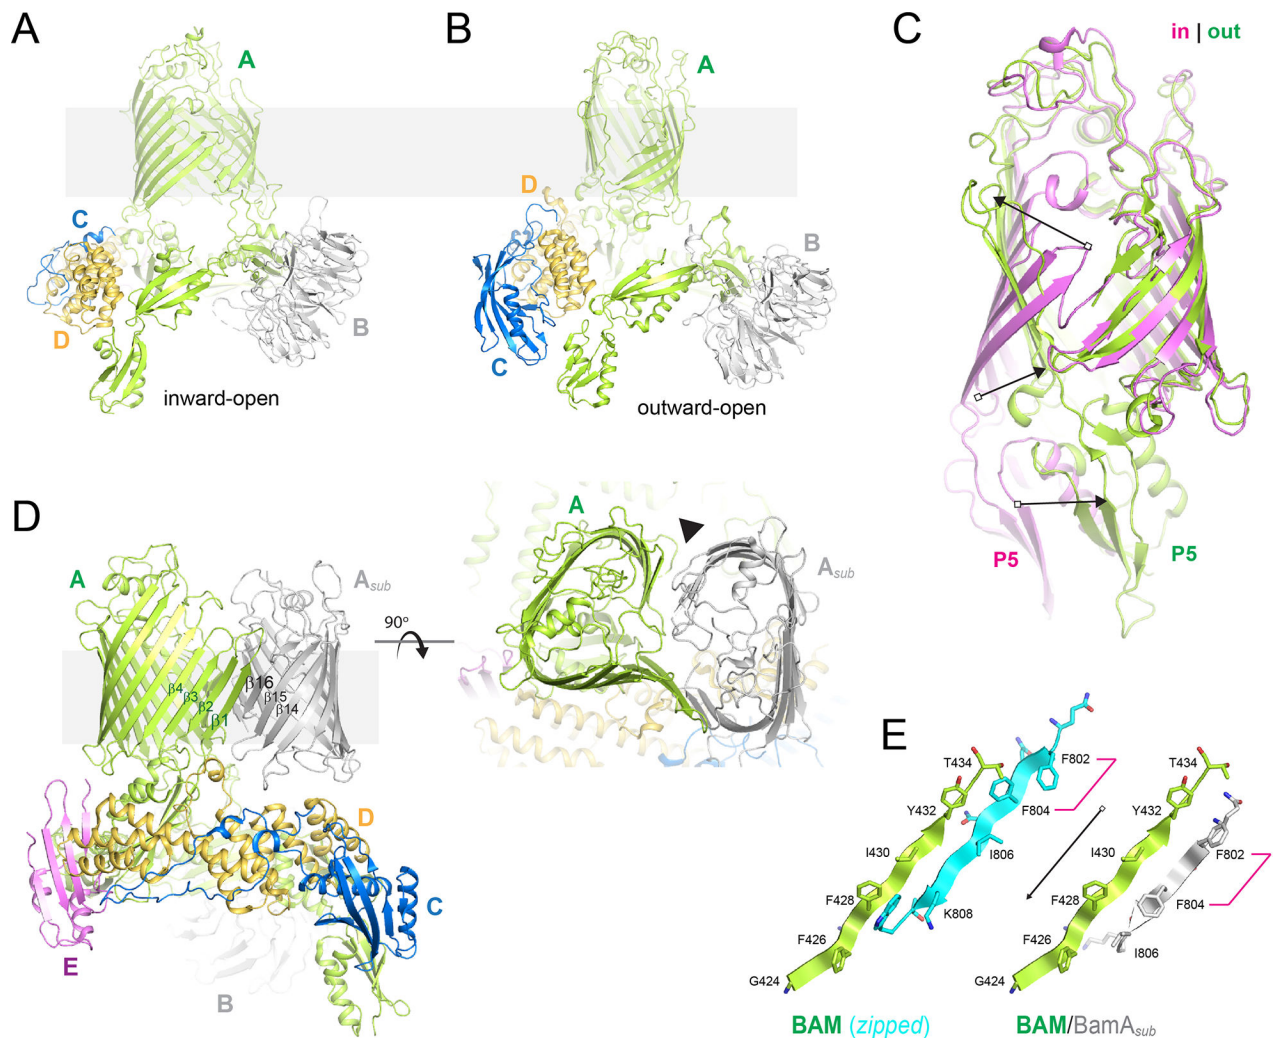 A
A
C
D
B
inward-open
B
A
D
B
C
outward-open
C
in | out
P5
P5
D
A
Asub
β4
β3
β2
β1
β16
β15
β14
D
C
E
B
90°
A
Asub
E
T434
F802
Y432
F804
I430
I806
F428
K808
F426
G424
BAM (zipped)
T434
Y432
I430
F802
F428
F804
F426
I806
G424
BAM/BamAsub